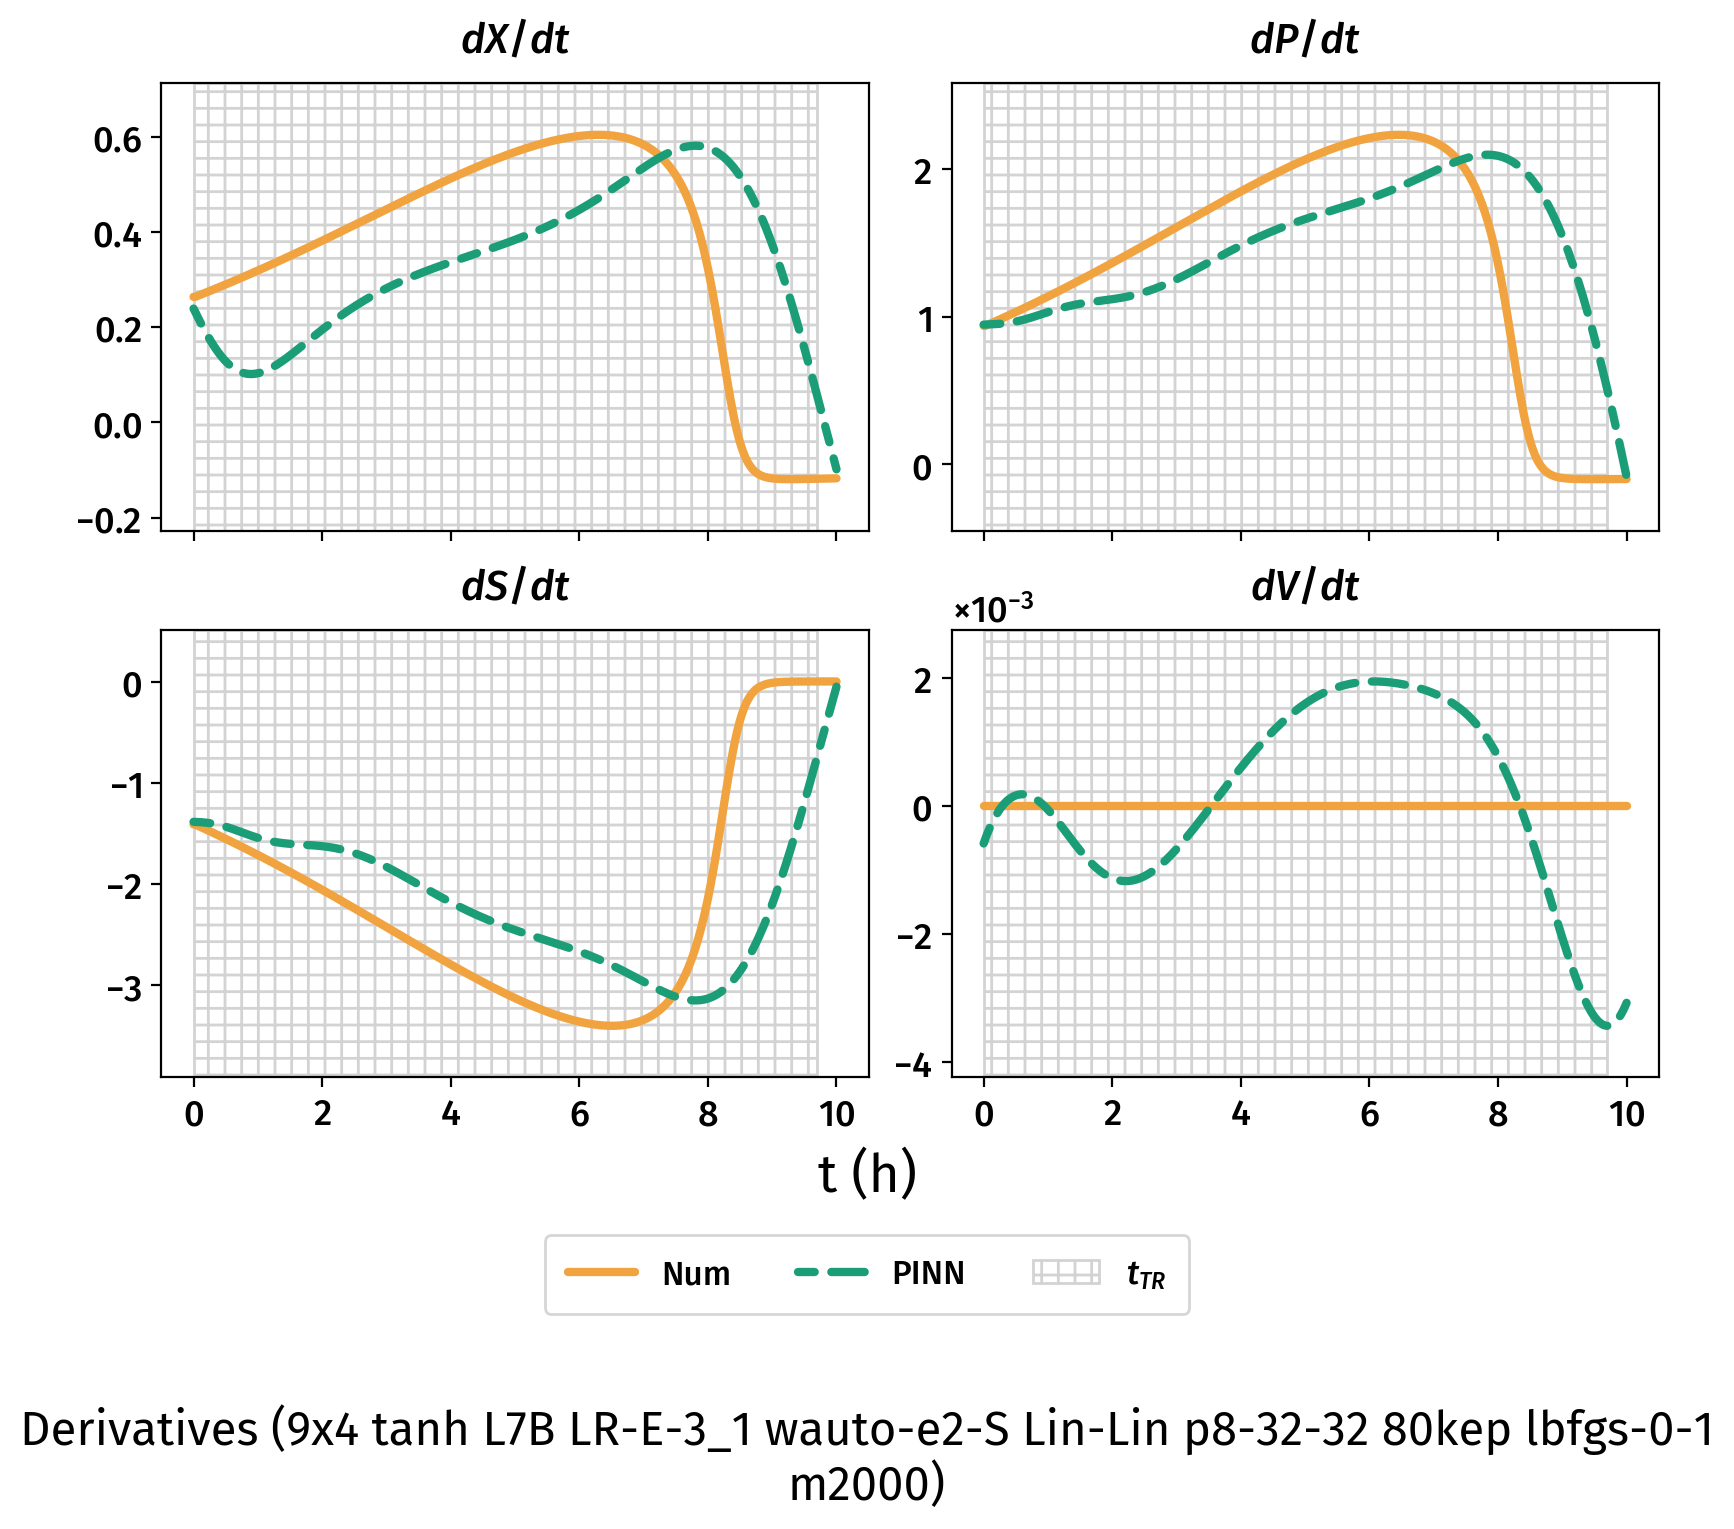 dX/dt
dP/dt
0.6
0.4
0.2
0.0
−0.2
2
1
0
dS/dt
dV/dt
×10⁻³
0
−1
−2
−3
2
0
−2
−4
0 2 4 6 8 10
0 2 4 6 8 10
t (h)
Num PINN t_TR
Derivatives (9x4 tanh L7B LR-E-3_1 wauto-e2-S Lin-Lin p8-32-32 80kep lbfgs-0-1
m2000)